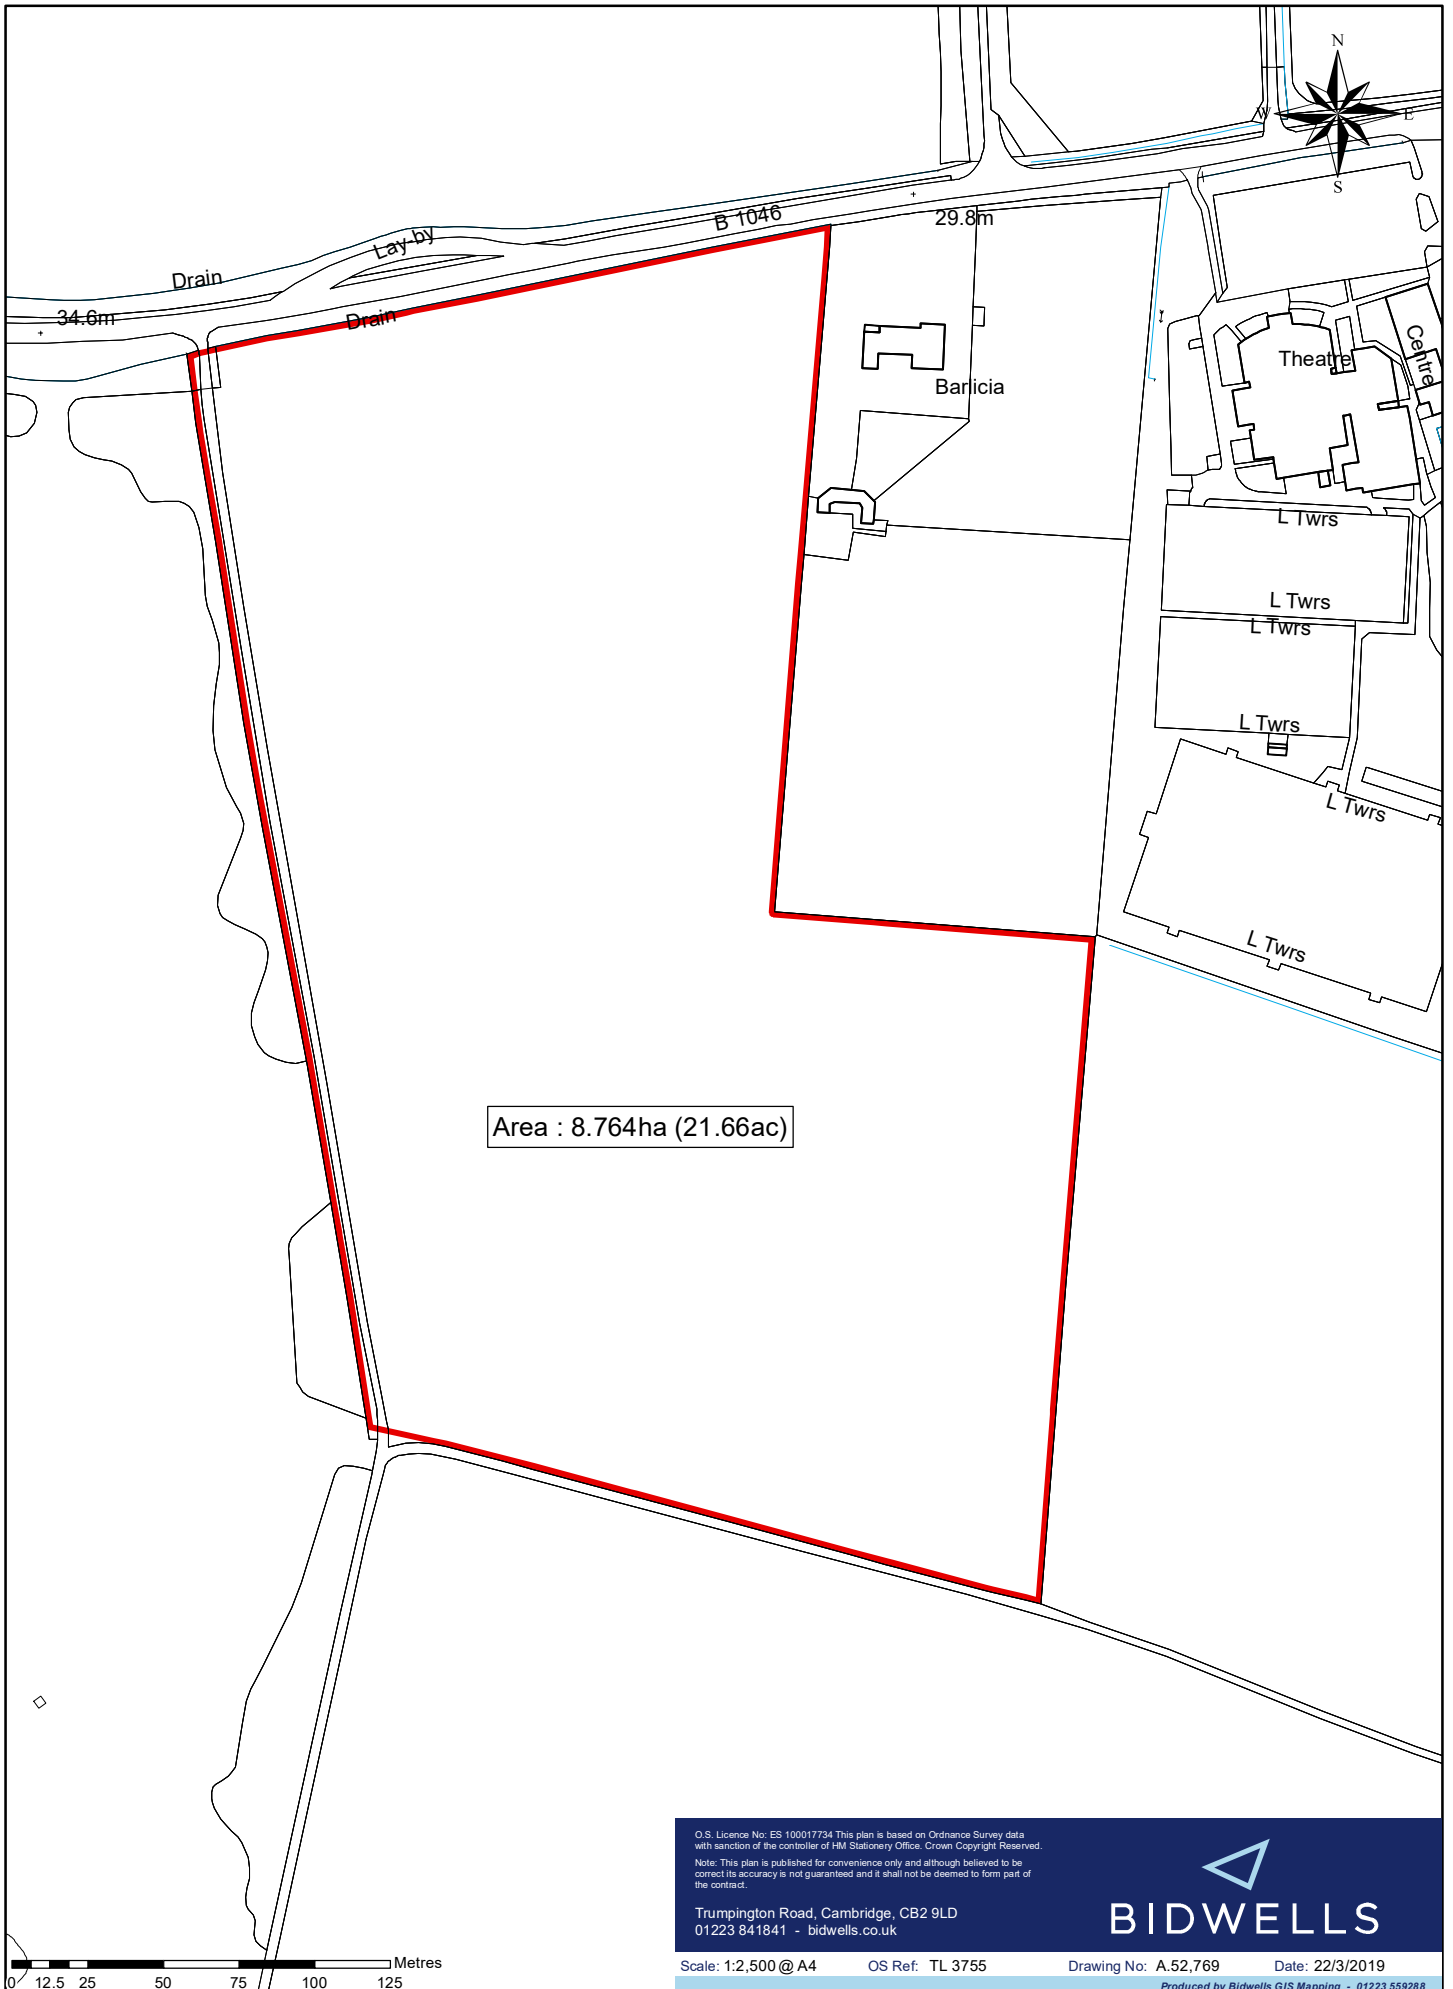 N
W
E
S
B 1046
29.8m
Lay-by
Drain
34.6m
Drain
Theatre
Centre
Barlicia
L Twrs
L Twrs
L Twrs
L Twrs
L Twrs
L Twrs
Area : 8.764ha (21.66ac)
O.S. Licence No: ES 100017734 This plan is based on Ordnance Survey data
with sanction of the controller of HM Stationery Office. Crown Copyright Reserved.
Note: This plan is published for convenience only and although believed to be
correct its accuracy is not guaranteed and it shall not be deemed to form part of
the contract.
Trumpington Road, Cambridge, CB2 9LD
01223 841841 - bidwells.co.uk
BIDWELLS
Metres
0 12.5 25 50 75 100 125
Scale: 1:2,500 @ A4 OS Ref: TL 3755 Drawing No: A.52,769 Date: 22/3/2019
Produced by Bidwells GIS Mapping - 01223 559288